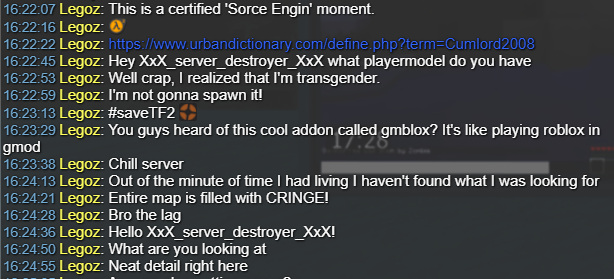 16:22:07 Legoz: This is a certified 'Sorce Engin' moment.
16:22:16 Legoz:
16:22:22 Legoz: https://www.urbandictionary.com/define.php?term=Cumlord2008
16:22:45 Legoz: Hey XxX_server_destroyer_XxX what playermodel do you have
16:22:53 Legoz: Well crap, I realized that I'm transgender.
16:22:59 Legoz: I'm not gonna spawn it!
16:23:13 Legoz: #saveTF2
16:23:29 Legoz: You guys heard of this cool addon called gmblox? It's like playing roblox in
gmod
16:23:38 Legoz: Chill server
17:28
16:24:13 Legoz: Out of the minute of time I had living I haven't found what I was looking for
16:24:21 Legoz: Entire map is filled with CRINGE!
16:24:28 Legoz: Bro the lag
16:24:36 Legoz: Hello XxX_server_destroyer_XxX!
16:24:50 Legoz: What are you looking at
16:24:55 Legoz: Neat detail right here